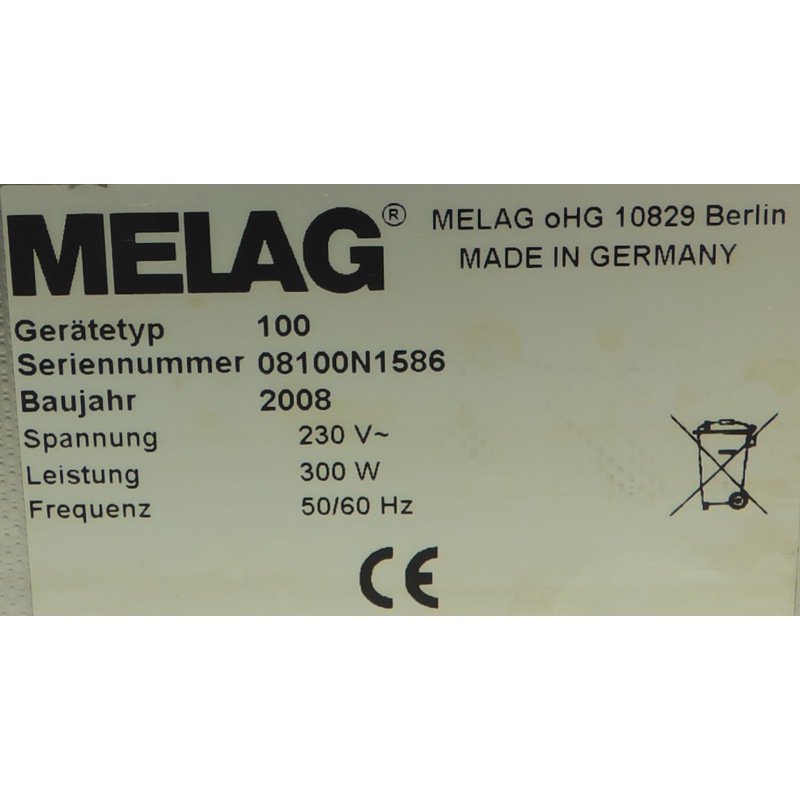 MELAG® MELAG oHG 10829 Berlin
MADE IN GERMANY
Gerätetyp 100
Seriennummer 08100N1586
Baujahr 2008
Spannung 230 V~
Leistung 300 W
Frequenz 50/60 Hz
CE